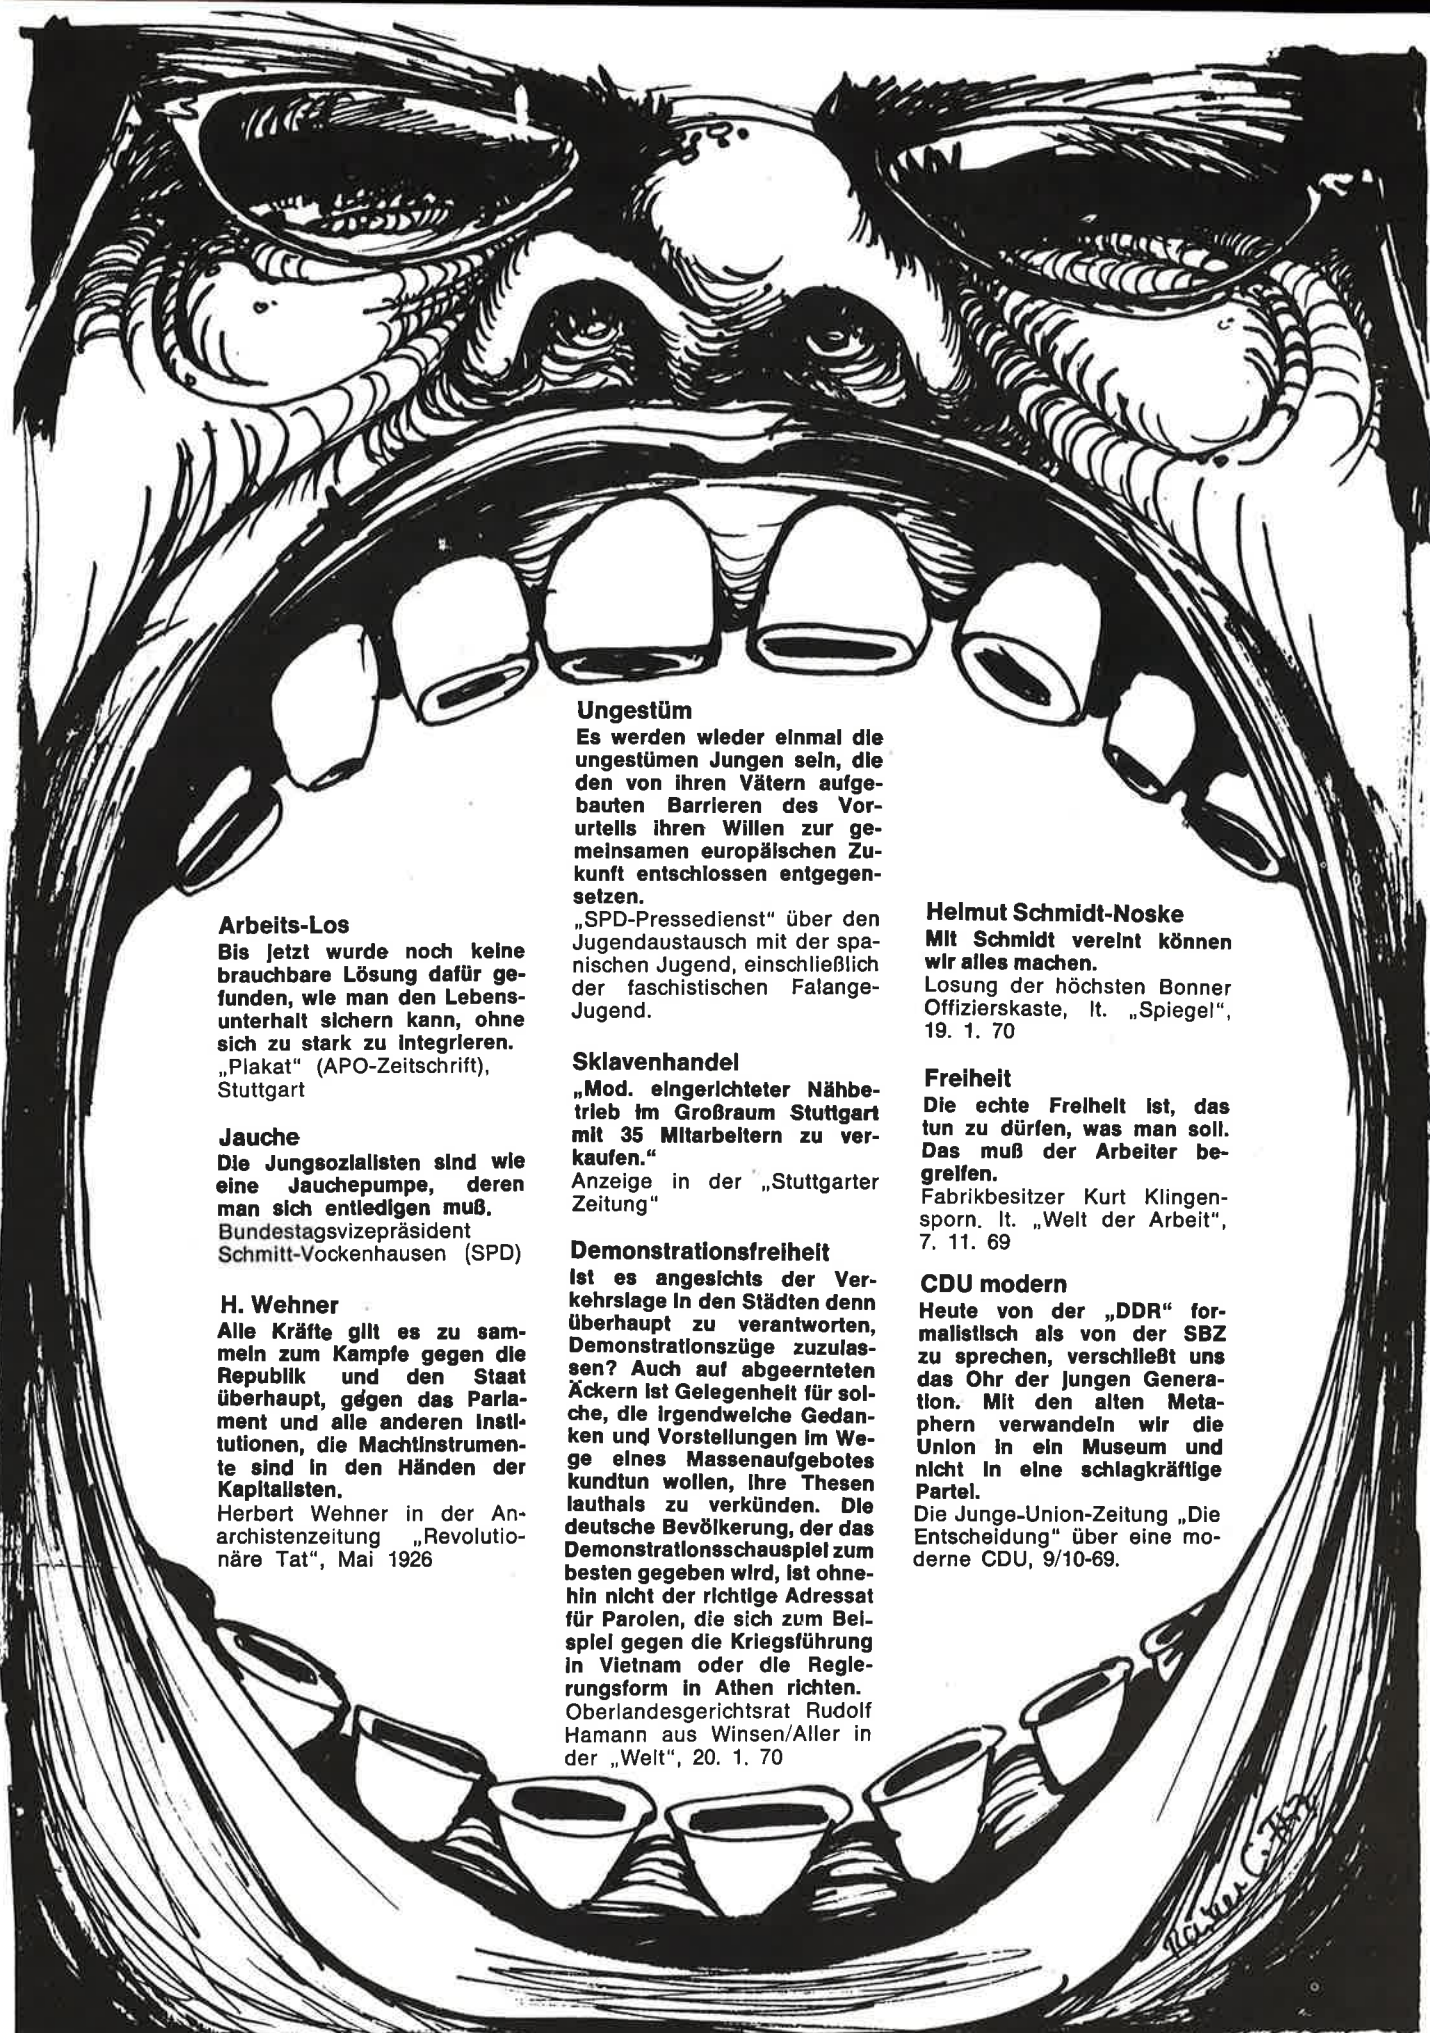 Arbeits-Los
Bis jetzt wurde noch keine
brauchbare Lösung dafür ge-
funden, wie man den Lebens-
unterhalt sichern kann, ohne
sich zu stark zu integrieren.
„Plakat“ (APO-Zeitschrift),
Stuttgart
Jauche
Die Jungsozialisten sind wie
eine Jauchepumpe, deren
man sich entledigen muß.
Bundestagsvizepräsident
Schmitt-Vockenhausen (SPD)
H. Wehner
Alle Kräfte gilt es zu sam-
meln zum Kampfe gegen die
Republik und den Staat
überhaupt, gegen das Parla-
ment und alle anderen Insti-
tutionen, die Machtinstrumen-
te sind in den Händen der
Kapitalisten.
Herbert Wehner in der An-
archistenzeitung „Revolutio-
näre Tat“, Mai 1926
Ungestüm
Es werden wieder einmal die
ungestümen Jungen sein, die
den von ihren Vätern aufge-
bauten Barrieren des Vor-
urteils ihren Willen zur ge-
meinsamen europäischen Zu-
kunft entschlossen entgegen-
setzen.
„SPD-Pressedienst“ über den
Jugendaustausch mit der spa-
nischen Jugend, einschließlich
der faschistischen Falange-
Jugend.
Sklavenhandel
„Mod. eingerichteter Nähbe-
trieb im Großraum Stuttgart
mit 35 Mitarbeitern zu ver-
kaufen.“
Anzeige in der „Stuttgarter
Zeitung“
Demonstrationsfreiheit
Ist es angesichts der Ver-
kehrslage in den Städten denn
überhaupt zu verantworten,
Demonstrationszüge zuzulas-
sen? Auch auf abgeernteten
Äckern ist Gelegenheit für sol-
che, die irgendwelche Gedan-
ken und Vorstellungen im We-
ge eines Massenaufgebotes
kundtun wollen, ihre Thesen
lauthals zu verkünden. Die
deutsche Bevölkerung, der das
Demonstrationsschauspiel zum
besten gegeben wird, ist ohne-
hin nicht der richtige Adressat
für Parolen, die sich zum Bei-
spiel gegen die Kriegsführung
in Vietnam oder die Regie-
rungsform in Athen richten.
Oberlandesgerichtsrat Rudolf
Hamann aus Winsen/Aller in
der „Welt“, 20. 1. 70
Helmut Schmidt-Noske
Mit Schmidt vereint können
wir alles machen.
Losung der höchsten Bonner
Offizierskaste, lt. „Spiegel“,
19. 1. 70
Freiheit
Die echte Freiheit ist, das
tun zu dürfen, was man soll.
Das muß der Arbeiter be-
greifen.
Fabrikbesitzer Kurt Klingen-
sporn. lt. „Welt der Arbeit“,
7. 11. 69
CDU modern
Heute von der „DDR“ for-
malistisch als von der SBZ
zu sprechen, verschließt uns
das Ohr der jungen Genera-
tion. Mit den alten Meta-
phern verwandeln wir die
Union in ein Museum und
nicht in eine schlagkräftige
Partei.
Die Junge-Union-Zeitung „Die
Entscheidung“ über eine mo-
derne CDU, 9/10-69.
Rainer C.